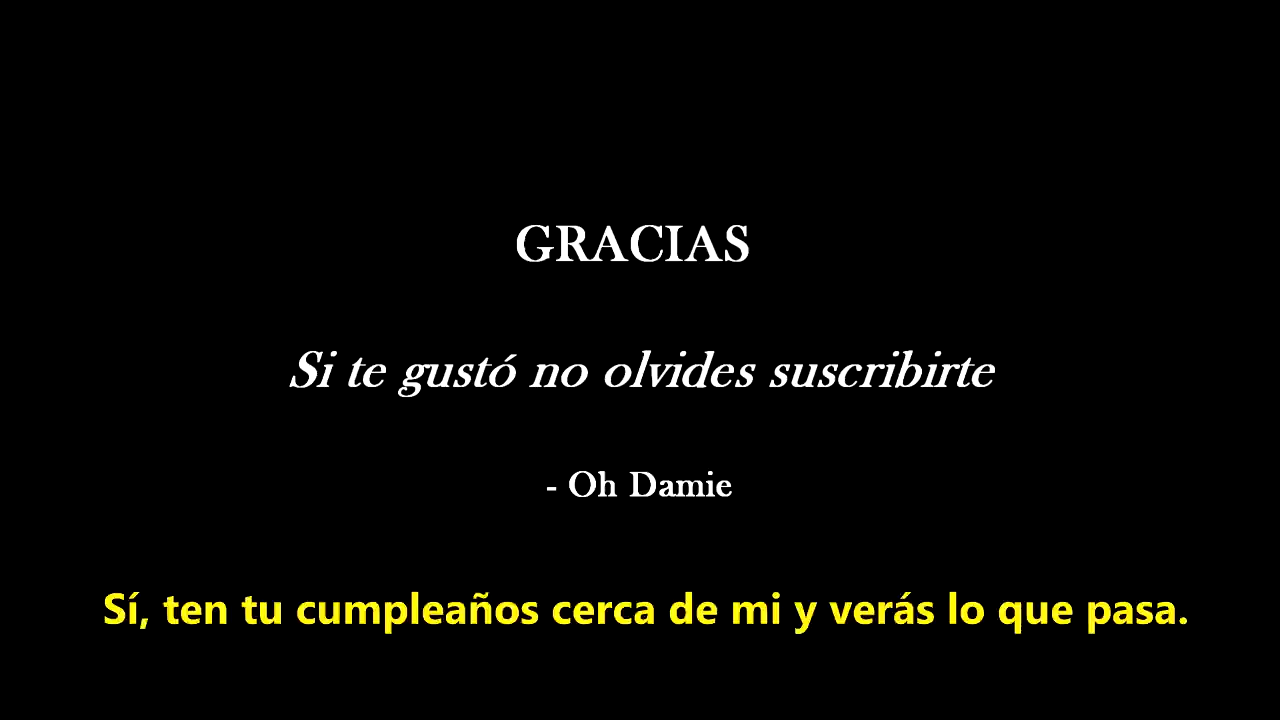 GRACIAS
Si te gustó no olvides suscribirte
- Oh Damie
Sí, ten tu cumpleaños cerca de mi y verás lo que pasa.